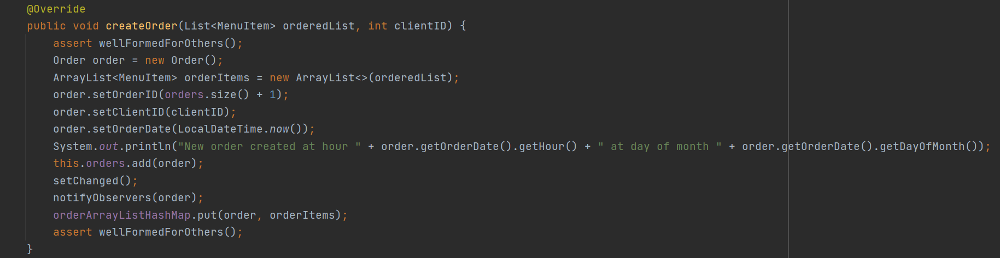 @Override
public void createOrder(List<MenuItem> orderedList, int clientID) {
assert wellFormedForOthers();
Order order = new Order();
ArrayList<MenuItem> orderItems = new ArrayList<>(orderedList);
order.setOrderID(orders.size() + 1);
order.setClientID(clientID);
order.setOrderDate(LocalDateTime.now());
System.out.println("New order created at hour " + order.getOrderDate().getHour() + " at day of month " + order.getOrderDate().getDayOfMonth());
this.orders.add(order);
setChanged();
notifyObservers(order);
orderArrayListHashMap.put(order, orderItems);
assert wellFormedForOthers();
}